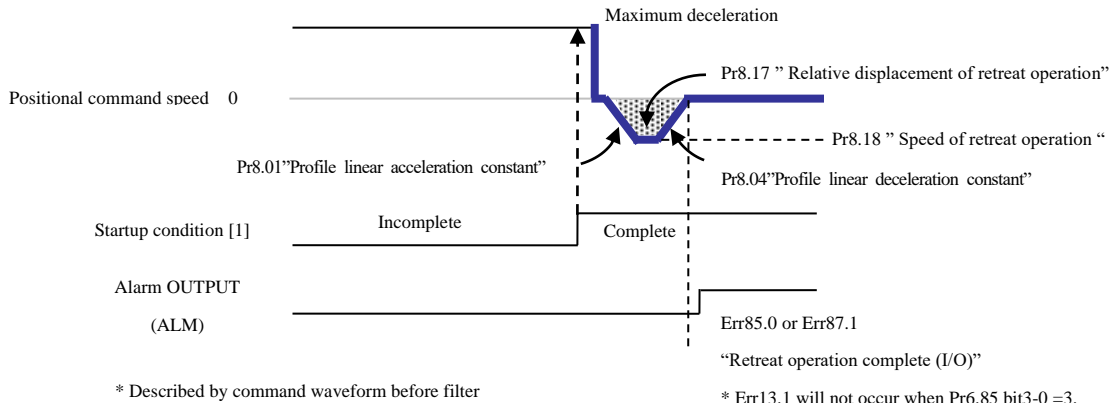 Maximum deceleration
Pr8.17 ” Relative displacement of retreat operation”
Positional command speed 0
Pr8.18 ” Speed of retreat operation “
Pr8.01”Profile linear acceleration constant”
Pr8.04”Profile linear deceleration constant”
Incomplete
Startup condition [1]
Complete
Alarm OUTPUT
(ALM)
Err85.0 or Err87.1
“Retreat operation complete (I/O)”
* Described by command waveform before filter
* Err13.1 will not occur when Pr6.85 bit3-0 =3.